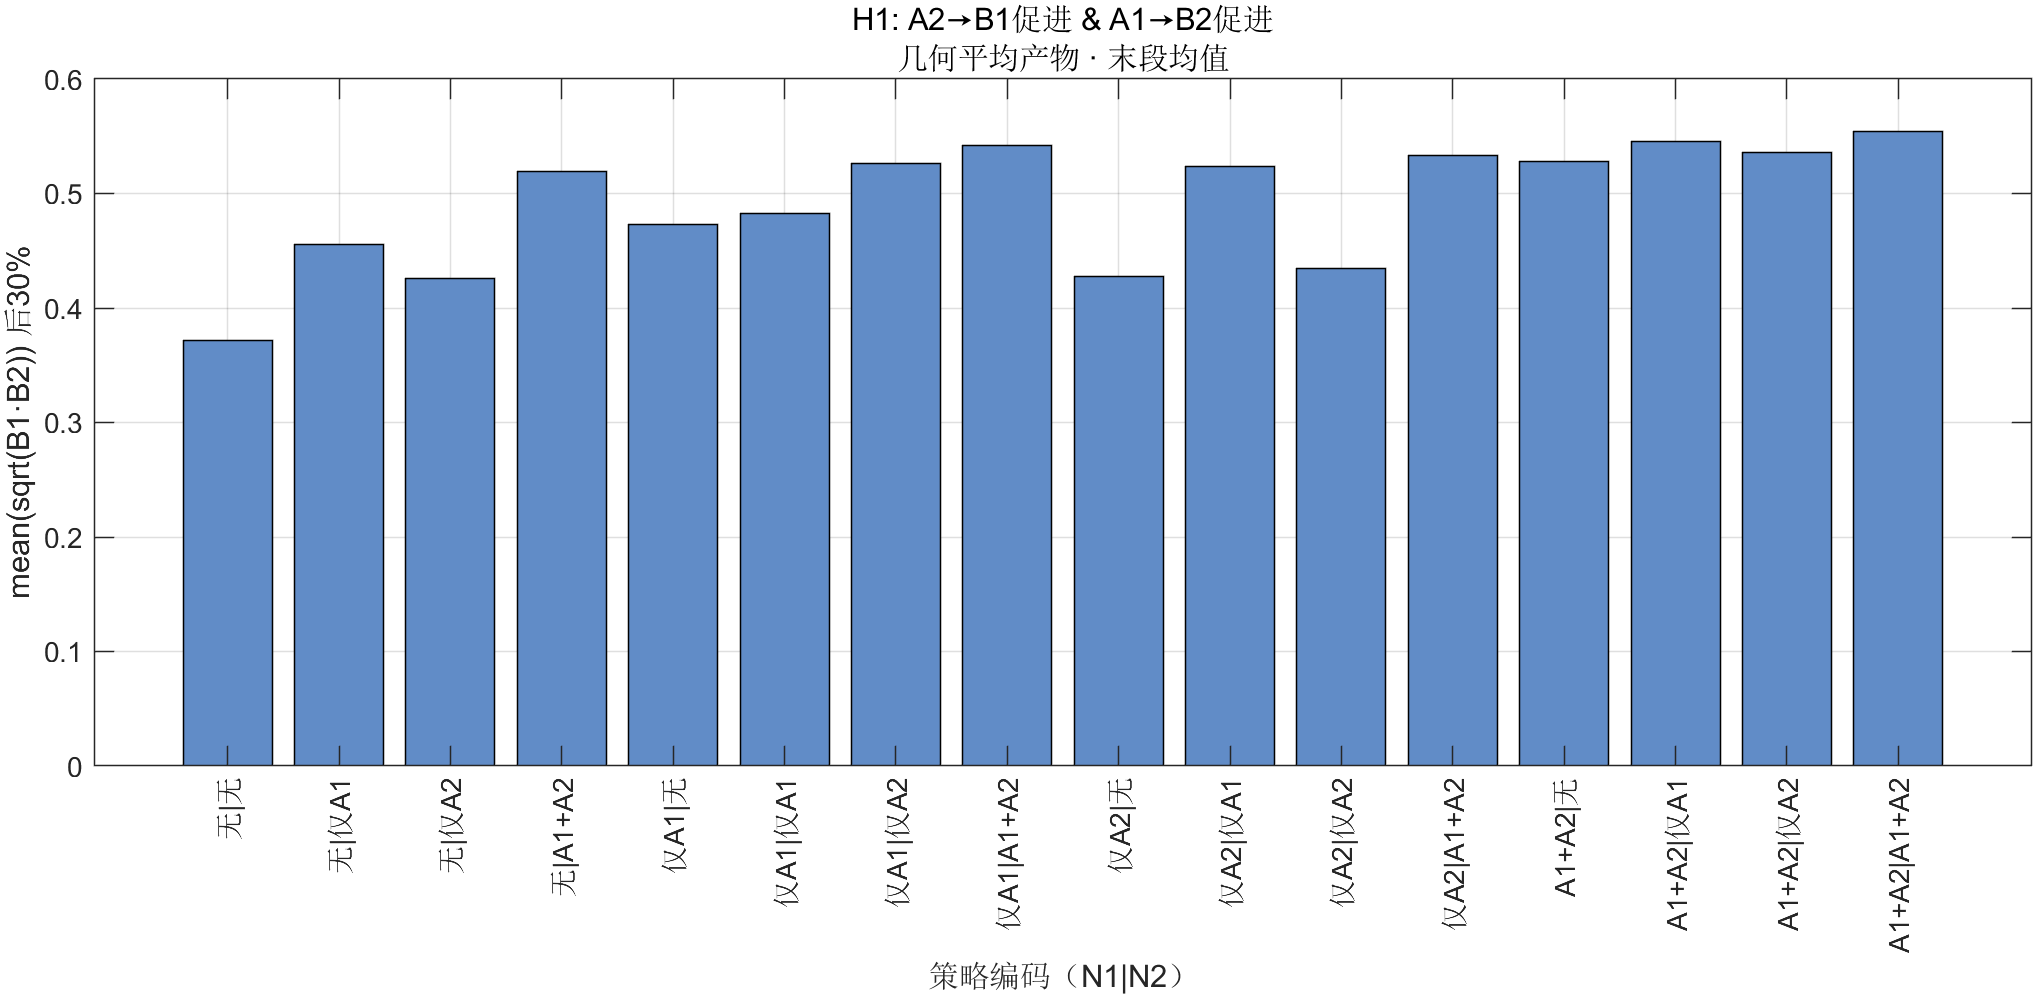 H1: A2→B1促进 & A1→B2促进
几何平均产物 · 末段均值
mean(sqrt(B1·B2)) 后30%
0.6
0.5
0.4
0.3
0.2
0.1
0
无|无
无|仅A1
无|仅A2
无|A1+A2
仅A1|无
仅A1|仅A1
仅A1|仅A2
仅A1|A1+A2
仅A2|无
仅A2|仅A1
仅A2|仅A2
仅A2|A1+A2
A1+A2|无
A1+A2|仅A1
A1+A2|仅A2
A1+A2|A1+A2
策略编码（N1|N2）